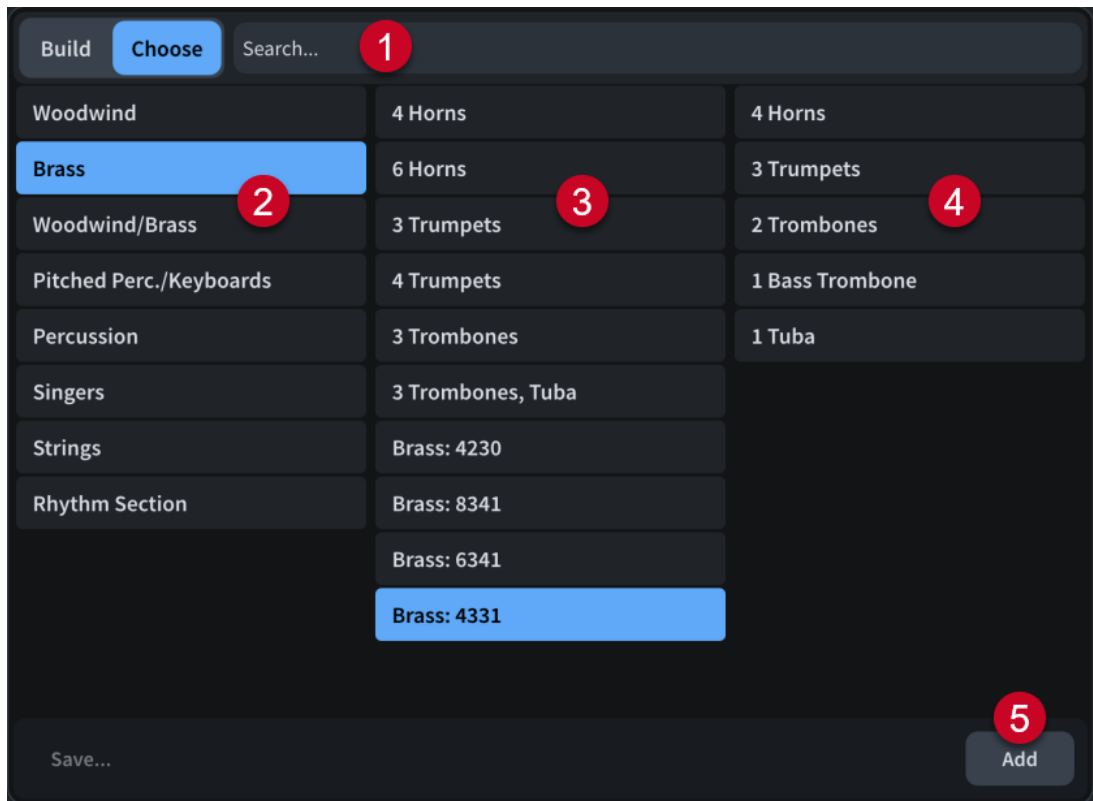 Build Choose Search... 1
Woodwind
Brass
2
Woodwind/Brass
Pitched Perc./Keyboards
Percussion
Singers
Strings
Rhythm Section
4 Horns
6 Horns
3
3 Trumpets
4 Trumpets
3 Trombones
3 Trombones, Tuba
Brass: 4230
Brass: 8341
Brass: 6341
Brass: 4331
4 Horns
3 Trumpets
4
2 Trombones
1 Bass Trombone
1 Tuba
5
Save... Add